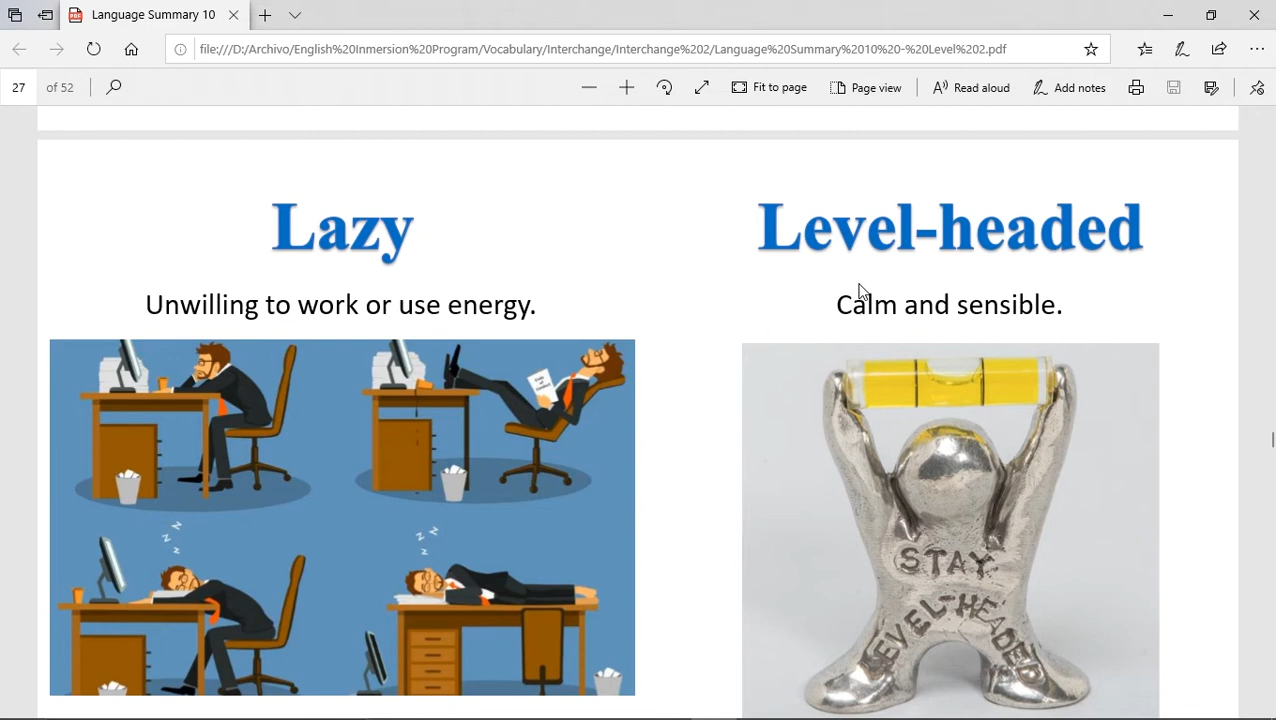 Language Summary 10
file:///D:/Archivo/English%20Inmersion%20Program/Vocabulary/Interchange/Interchange%202/Language%20Summary%2010%20-%20Level%202.pdf
27 of 52
Fit to page
Page view
Read aloud
Add notes
Lazy
Unwilling to work or use energy.
Level-headed
Calm and sensible.
STAY
LEVEL-HEADED